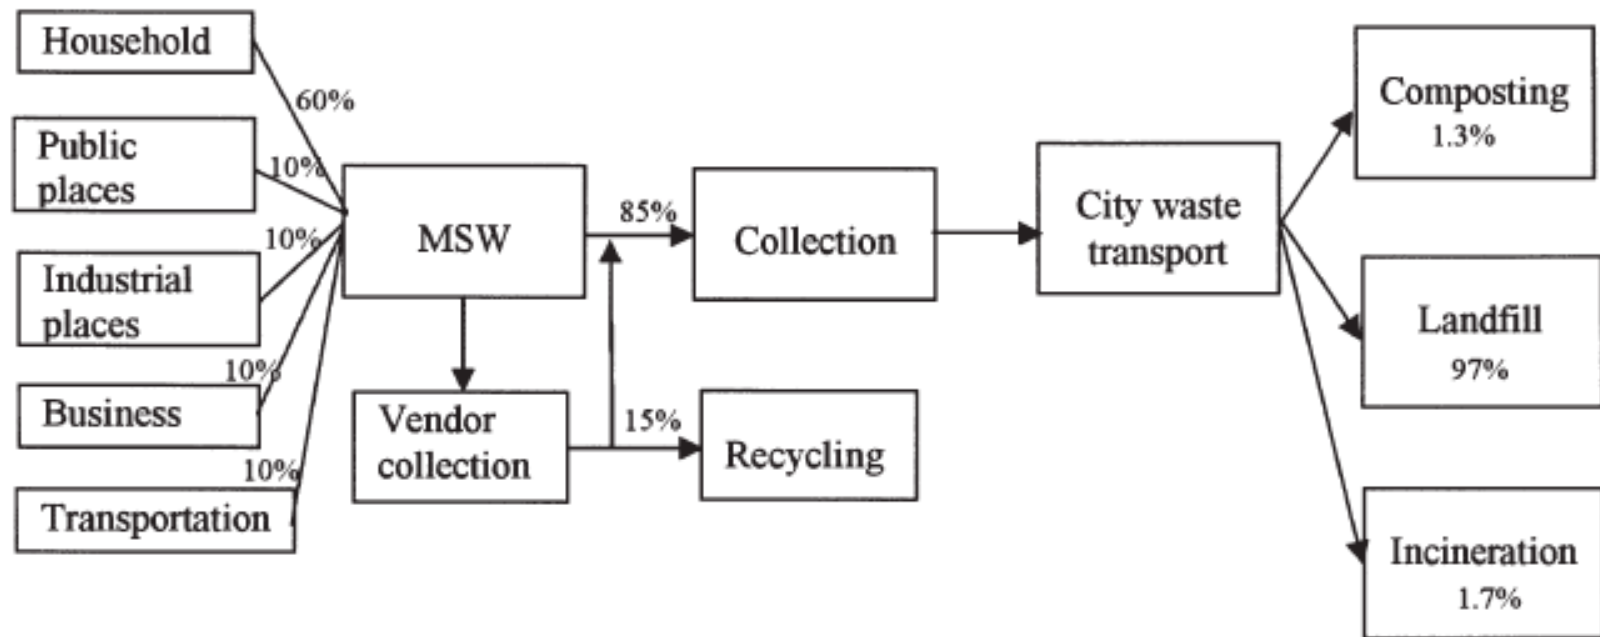 Household
60%
Public
places
10%
Industrial
places
10%
Business
10%
Transportation
10%
MSW
85%
Vendor
collection
15%
Recycling
Collection
City waste
transport
Composting
1.3%
Landfill
97%
Incineration
1.7%